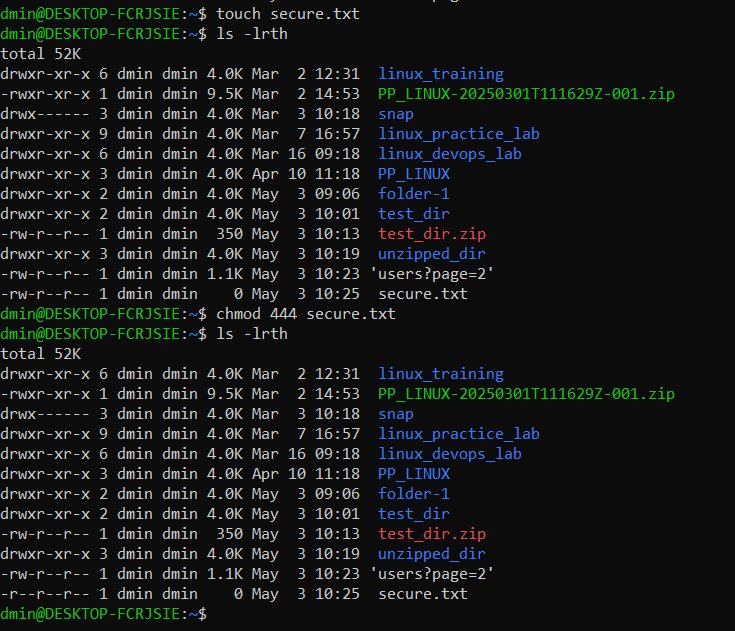 dmin@DESKTOP-FCRJSIE:~$ touch secure.txt
dmin@DESKTOP-FCRJSIE:~$ ls -lrth
total 52K
drwxr-xr-x 6 dmin dmin 4.0K Mar  2 12:31  linux_training
-rwxr-xr-x 1 dmin dmin 9.5K Mar  2 14:53  PP_LINUX-20250301T111629Z-001.zip
drwx------ 3 dmin dmin 4.0K Mar  3 10:18  snap
drwxr-xr-x 9 dmin dmin 4.0K Mar  7 16:57  linux_practice_lab
drwxr-xr-x 6 dmin dmin 4.0K Mar 16 09:18  linux_devops_lab
drwxr-xr-x 3 dmin dmin 4.0K Apr 10 11:18  PP_LINUX
drwxr-xr-x 2 dmin dmin 4.0K May  3 09:06  folder-1
drwxr-xr-x 2 dmin dmin 4.0K May  3 10:01  test_dir
-rw-r--r-- 1 dmin dmin  350 May  3 10:13  test_dir.zip
drwxr-xr-x 3 dmin dmin 4.0K May  3 10:19  unzipped_dir
-rw-r--r-- 1 dmin dmin 1.1K May  3 10:23 'users?page=2'
-rw-r--r-- 1 dmin dmin    0 May  3 10:25  secure.txt
dmin@DESKTOP-FCRJSIE:~$ chmod 444 secure.txt
dmin@DESKTOP-FCRJSIE:~$ ls -lrth
total 52K
drwxr-xr-x 6 dmin dmin 4.0K Mar  2 12:31  linux_training
-rwxr-xr-x 1 dmin dmin 9.5K Mar  2 14:53  PP_LINUX-20250301T111629Z-001.zip
drwx------ 3 dmin dmin 4.0K Mar  3 10:18  snap
drwxr-xr-x 9 dmin dmin 4.0K Mar  7 16:57  linux_practice_lab
drwxr-xr-x 6 dmin dmin 4.0K Mar 16 09:18  linux_devops_lab
drwxr-xr-x 3 dmin dmin 4.0K Apr 10 11:18  PP_LINUX
drwxr-xr-x 2 dmin dmin 4.0K May  3 09:06  folder-1
drwxr-xr-x 2 dmin dmin 4.0K May  3 10:01  test_dir
-rw-r--r-- 1 dmin dmin  350 May  3 10:13  test_dir.zip
drwxr-xr-x 3 dmin dmin 4.0K May  3 10:19  unzipped_dir
-rw-r--r-- 1 dmin dmin 1.1K May  3 10:23 'users?page=2'
-r--r--r-- 1 dmin dmin    0 May  3 10:25  secure.txt
dmin@DESKTOP-FCRJSIE:~$